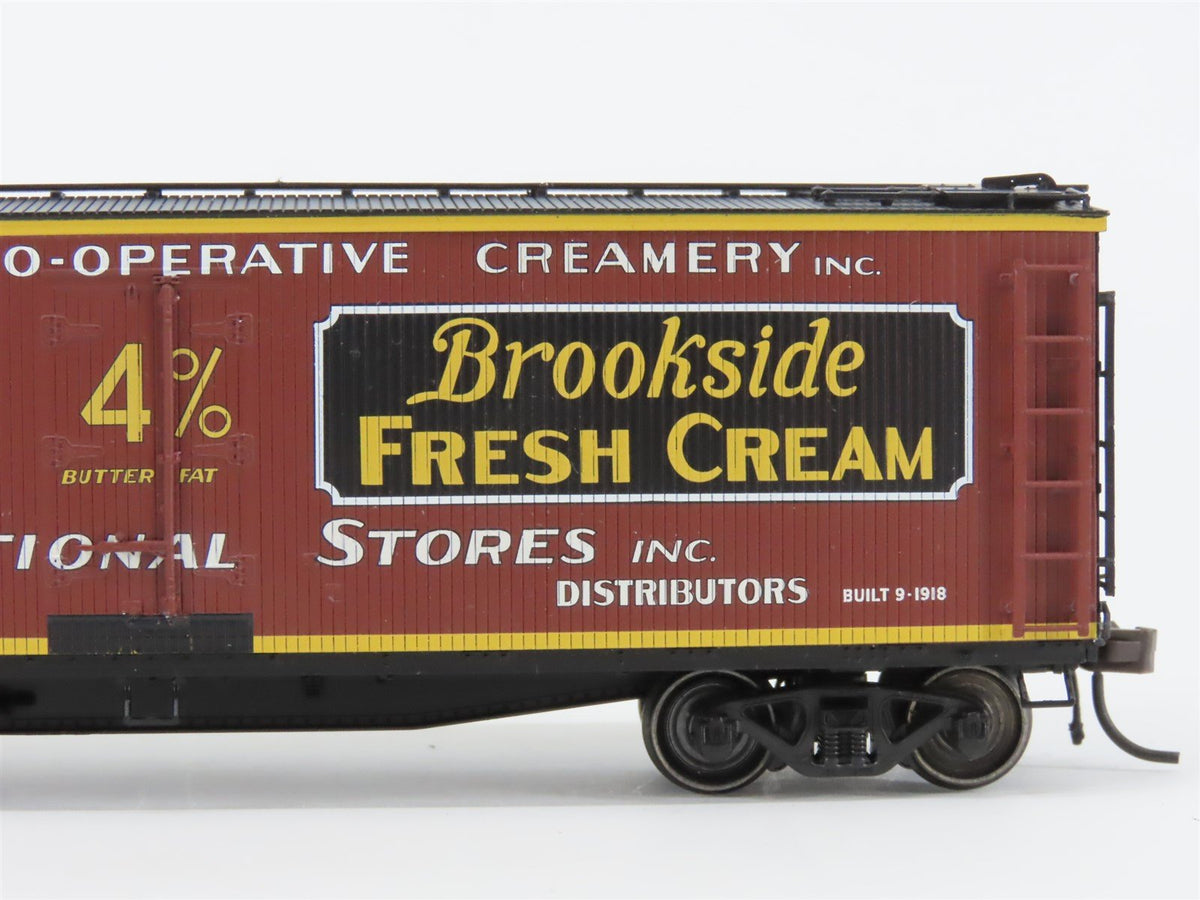 O-OPERATIVE CREAMERY INC.
4%
BUTTER FAT
Brookside
FRESH CREAM
TIONAL STORES INC.
DISTRIBUTORS BUILT 9-1918